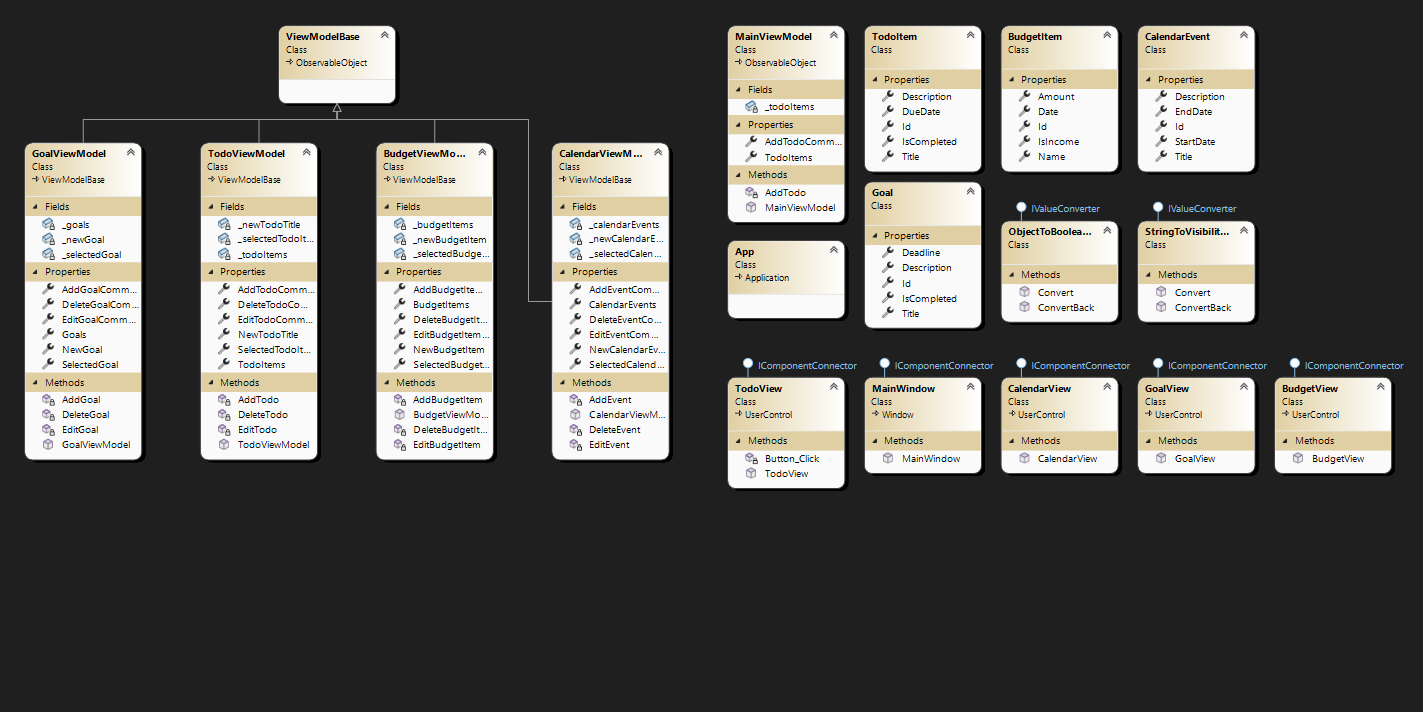 ViewModelBase
Class
ObservableObject
GoalViewModel
Class
ViewModelBase
Fields
_goals
_newGoal
_selectedGoal
Properties
AddGoalComm...
DeleteGoalCom...
EditGoalComm...
Goals
NewGoal
SelectedGoal
Methods
AddGoal
DeleteGoal
EditGoal
GoalViewModel
TodoViewModel
Class
ViewModelBase
Fields
_newTodoTitle
_selectedTodoIt...
_todoItems
Properties
AddTodoComm...
DeleteTodoCo...
EditTodoComm...
NewTodoTitle
SelectedTodoIt...
TodoItems
Methods
AddTodo
DeleteTodo
EditTodo
TodoViewModel
BudgetViewMo...
Class
ViewModelBase
Fields
_budgetItems
_newBudgetItem
_selectedBudge...
Properties
AddBudgetIte...
BudgetItems
DeleteBudgetIt...
EditBudgetItem...
NewBudgetItem
SelectedBudget...
Methods
AddBudgetItem
BudgetViewMo...
DeleteBudgetIt...
EditBudgetItem
CalendarViewM...
Class
ViewModelBase
Fields
_calendarEvents
_newCalendarE...
_selectedCalen...
Properties
AddEventCom...
CalendarEvents
DeleteEventCo...
EditEventCom...
NewCalendarEv...
SelectedCalend...
Methods
AddEvent
CalendarViewM...
DeleteEvent
EditEvent
MainViewModel
Class
ObservableObject
Fields
_todoItems
Properties
AddTodoComm...
TodoItems
Methods
AddTodo
MainViewModel
TodoItem
Class
Properties
Description
DueDate
Id
IsCompleted
Title
BudgetItem
Class
Properties
Amount
Date
Id
IsIncome
Name
CalendarEvent
Class
Properties
Description
EndDate
Id
StartDate
Title
App
Class
Application
Goal
Class
Properties
Deadline
Description
Id
IsCompleted
Title
IValueConverter
ObjectToBoolea...
Class
Methods
Convert
ConvertBack
IValueConverter
StringToVisibilit...
Class
Methods
Convert
ConvertBack
IComponentConnector
TodoView
Class
UserControl
Methods
Button_Click
TodoView
IComponentConnector
MainWindow
Class
Window
Methods
MainWindow
IComponentConnector
CalendarView
Class
UserControl
Methods
CalendarView
IComponentConnector
GoalView
Class
UserControl
Methods
GoalView
IComponentConnector
BudgetView
Class
UserControl
Methods
BudgetView